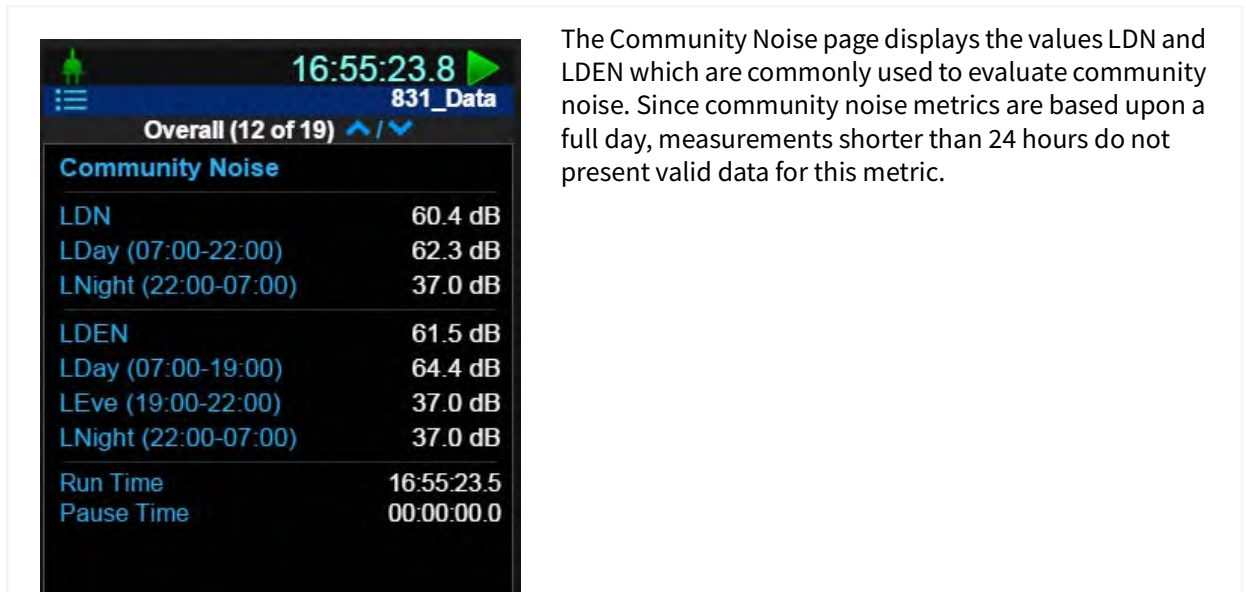 16:55:23.8
831_Data
Overall (12 of 19) /
Community Noise
LDN 60.4 dB
LDay (07:00-22:00) 62.3 dB
LNight (22:00-07:00) 37.0 dB
LDEN 61.5 dB
LDay (07:00-19:00) 64.4 dB
LEve (19:00-22:00) 37.0 dB
LNight (22:00-07:00) 37.0 dB
Run Time 16:55:23.5
Pause Time 00:00:00.0
The Community Noise page displays the values LDN and
LDEN which are commonly used to evaluate community
noise. Since community noise metrics are based upon a
full day, measurements shorter than 24 hours do not
present valid data for this metric.